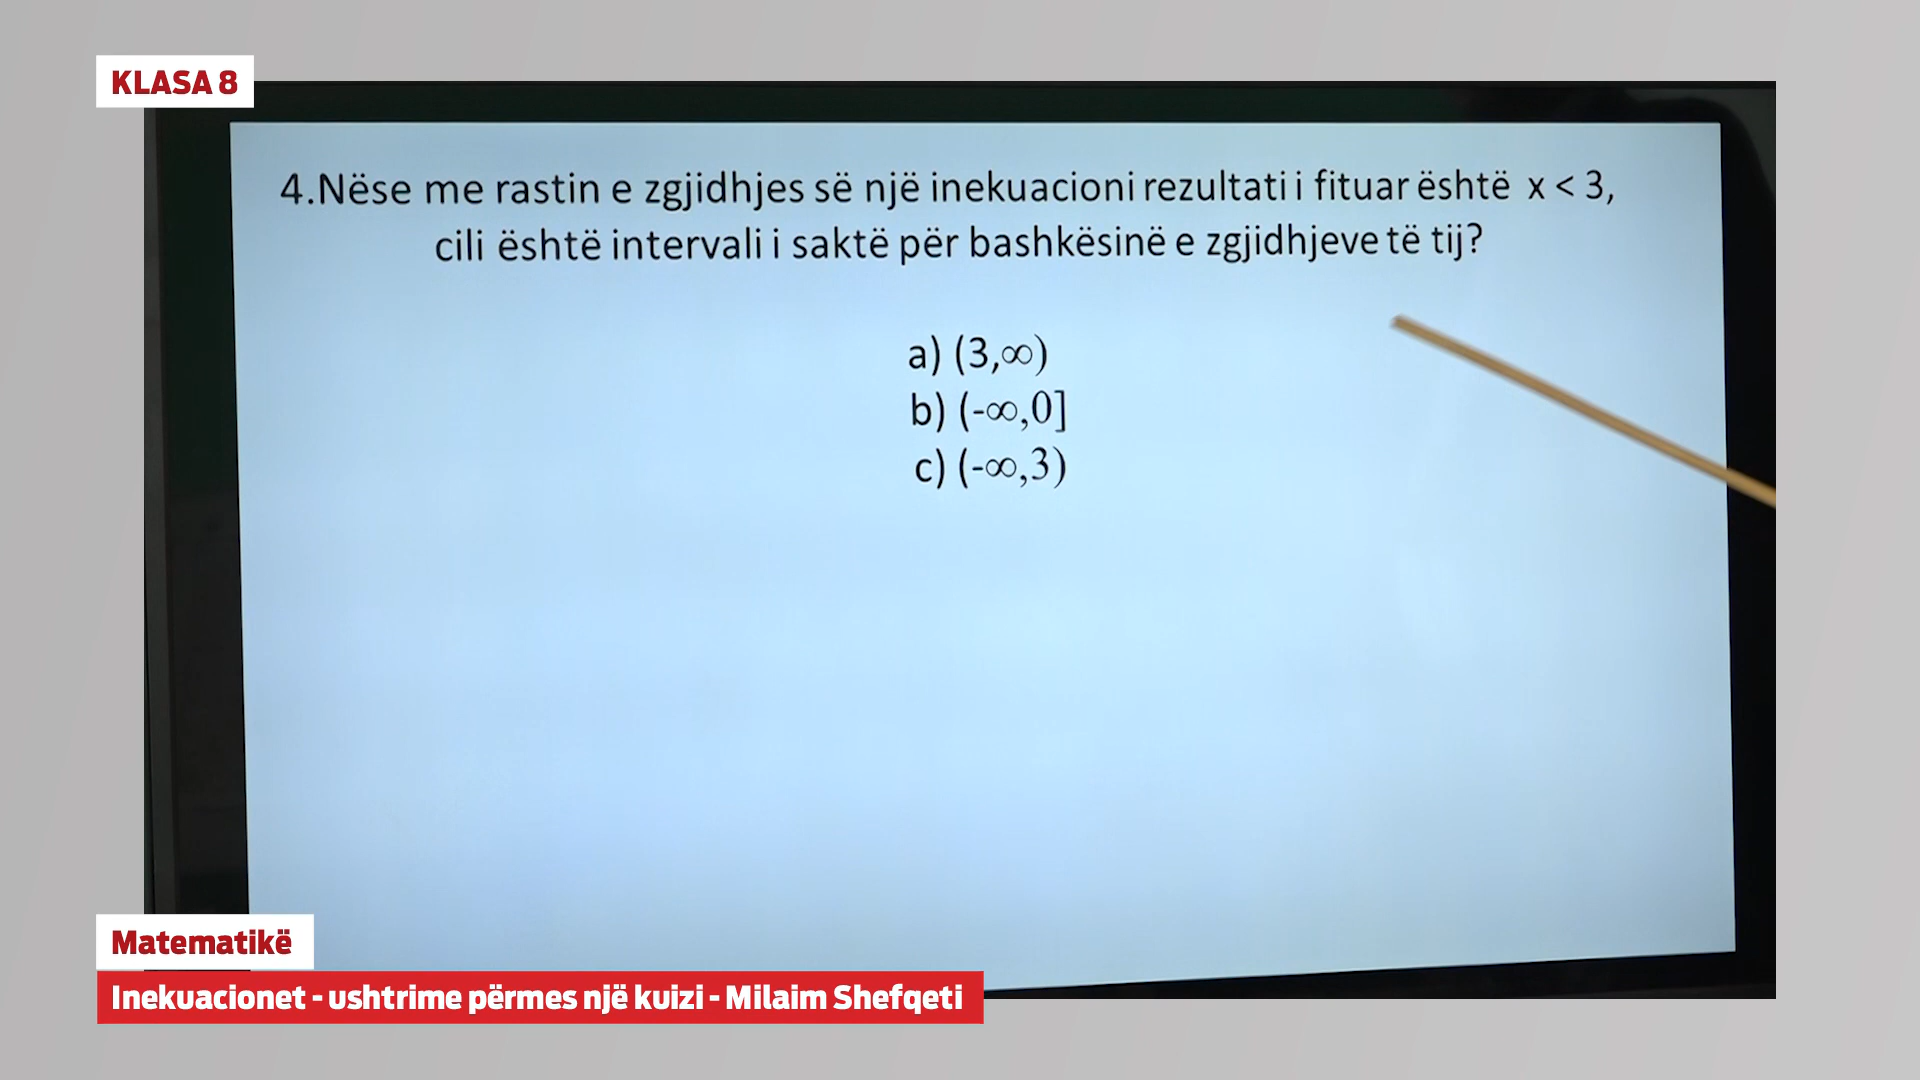 KLASA 8
4.Nëse me rastin e zgjidhjes së një inekuacioni rezultati i fituar është x < 3,
cili është intervali i saktë për bashkësinë e zgjidhjeve të tij?
a) (3,∞)
b) (-∞,0]
c) (-∞,3)
Matematikë
Inekuacionet - ushtrime përmes një kuizi - Milaim Shefqeti